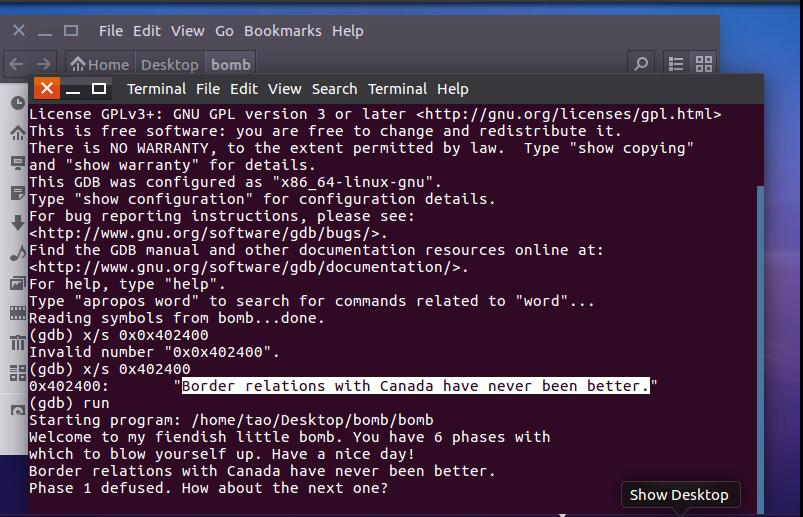 File Edit View Go Bookmarks Help
Home Desktop bomb
Terminal File Edit View Search Terminal Help
License GPLv3+: GNU GPL version 3 or later <http://gnu.org/licenses/gpl.html>
This is free software: you are free to change and redistribute it.
There is NO WARRANTY, to the extent permitted by law.  Type "show copying"
and "show warranty" for details.
This GDB was configured as "x86_64-linux-gnu".
Type "show configuration" for configuration details.
For bug reporting instructions, please see:
<http://www.gnu.org/software/gdb/bugs/>.
Find the GDB manual and other documentation resources online at:
<http://www.gnu.org/software/gdb/documentation/>.
For help, type "help".
Type "apropos word" to search for commands related to "word"...
Reading symbols from bomb...done.
(gdb) x/s 0x0x402400
Invalid number "0x0x402400".
(gdb) x/s 0x402400
0x402400:       "Border relations with Canada have never been better."
(gdb) run
Starting program: /home/tao/Desktop/bomb/bomb
Welcome to my fiendish little bomb. You have 6 phases with
which to blow yourself up. Have a nice day!
Border relations with Canada have never been better.
Phase 1 defused. How about the next one?
Show Desktop